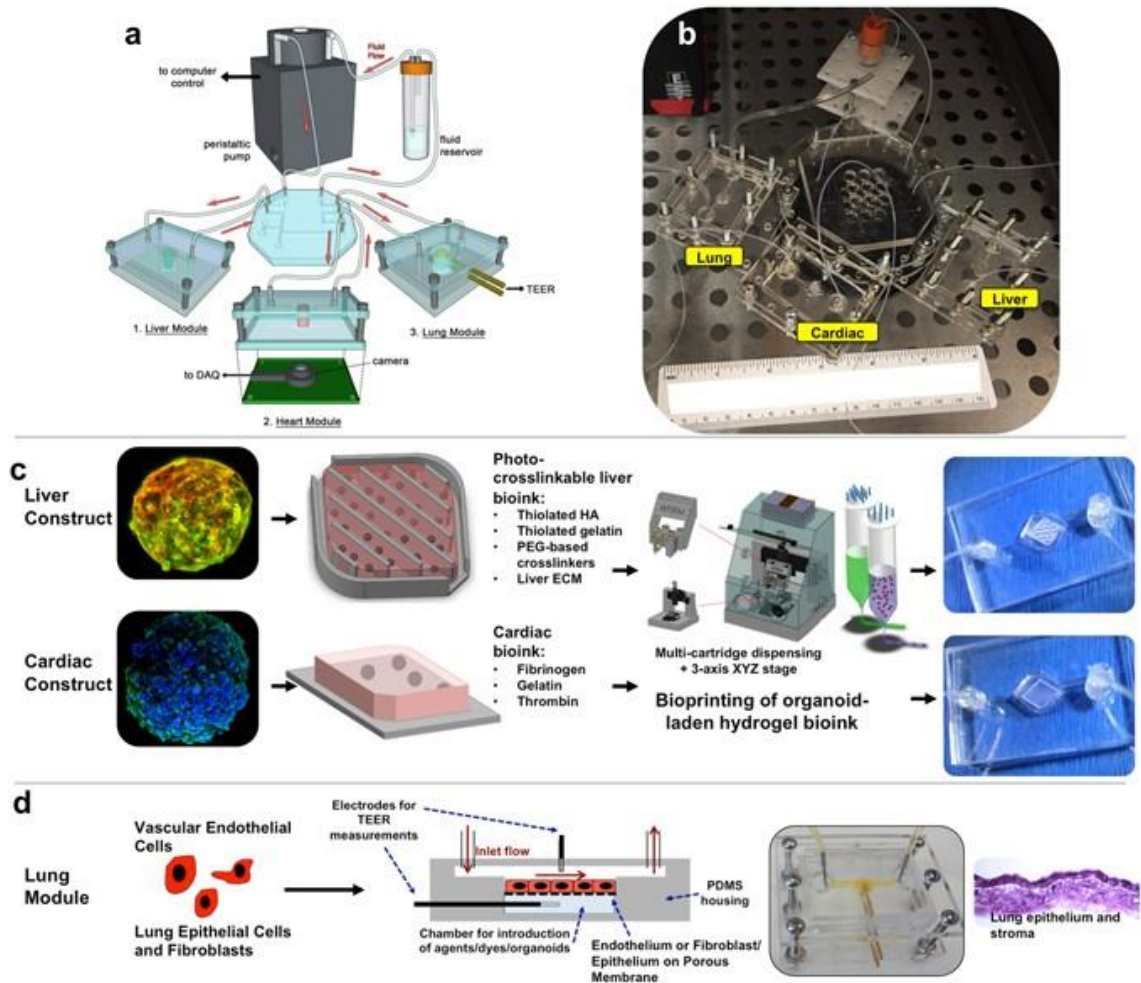 a
to computer
control
Fluid
Flow
peristaltic
pump
fluid
reservoir
1. Liver Module
3. Lung Module
TEER
camera
to DAQ
2. Heart Module
b
Lung
Cardiac
Liver
c
Liver
Construct
Photo-
crosslinkable liver
bioink:
• Thiolated HA
• Thiolated gelatin
• PEG-based
crosslinkers
• Liver ECM
Cardiac
Construct
Cardiac
bioink:
• Fibrinogen
• Gelatin
• Thrombin
Multi-cartridge dispensing
+ 3-axis XYZ stage
Bioprinting of organoid-
laden hydrogel bioink
d
Lung
Module
Vascular Endothelial
Cells
Lung Epithelial Cells
and Fibroblasts
Electrodes for
TEER
measurements
Inlet flow
PDMS
housing
Chamber for introduction
of agents/dyes/organoids
Endothelium or Fibroblast/
Epithelium on Porous
Membrane
Lung epithelium and
stroma